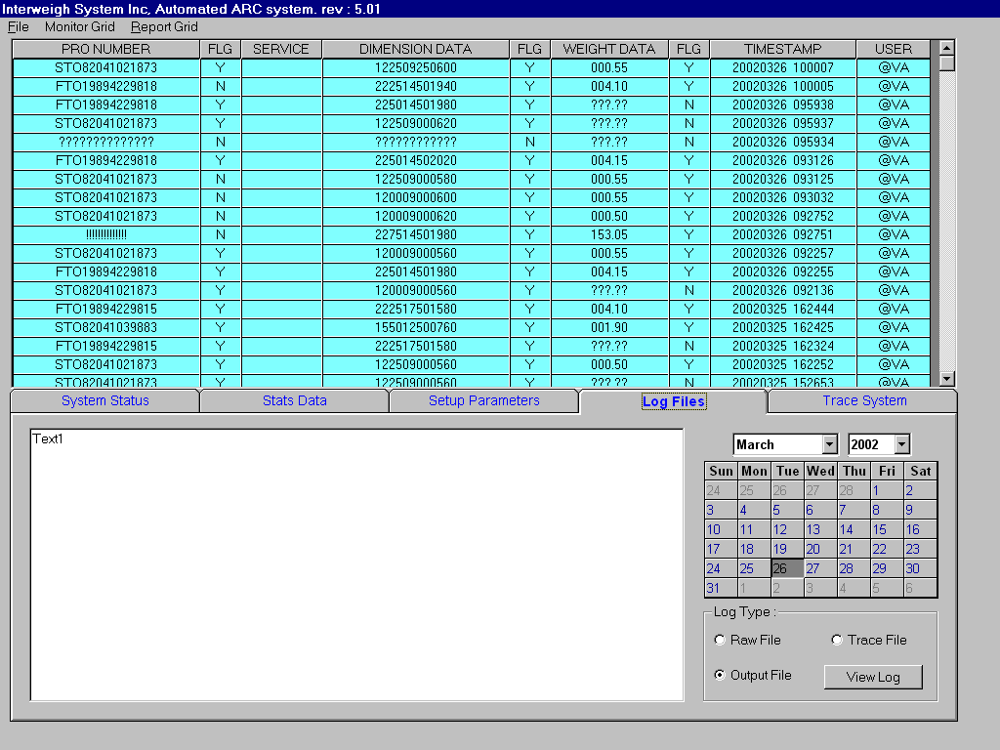 Interweigh System Inc, Automated ARC system. rev : 5.01
File Monitor Grid Report Grid
PRO NUMBER FLG SERVICE DIMENSION DATA FLG WEIGHT DATA FLG TIMESTAMP USER
STO82041021873 Y 122509250600 Y 000.55 Y 20020326 100007 @VA
FTO19894229818 N 222514501940 Y 004.10 Y 20020326 100005 @VA
FTO19894229818 Y 225014501980 Y ???.?? N 20020326 095938 @VA
STO82041021873 Y 122509000620 Y ???.?? N 20020326 095937 @VA
?????????????? N ???????????? N ???.?? N 20020326 095934 @VA
FTO19894229818 Y 225014502020 Y 004.15 Y 20020326 093126 @VA
STO82041021873 N 122509000580 Y 000.55 Y 20020326 093125 @VA
STO82041021873 N 120009000600 Y 000.55 Y 20020326 093032 @VA
STO82041021873 N 120009000620 Y 000.50 Y 20020326 092752 @VA
!!!!!!!!!!!!!! N 227514501980 Y 153.05 Y 20020326 092751 @VA
STO82041021873 Y 120009000560 Y 000.55 Y 20020326 092257 @VA
FTO19894229818 Y 225014501980 Y 004.15 Y 20020326 092255 @VA
STO82041021873 Y 120009000560 Y ???.?? N 20020326 092136 @VA
FTO19894229815 Y 222517501580 Y 004.10 Y 20020325 162444 @VA
STO82041039883 Y 155012500760 Y 001.90 Y 20020325 162425 @VA
FTO19894229815 Y 222517501580 Y ???.?? N 20020325 162324 @VA
STO82041021873 Y 122509000560 Y 000.50 Y 20020325 162252 @VA
STO82041021873 Y 122509000560 Y ???.?? N 20020325 152653 @VA
System Status Stats Data Setup Parameters Log Files Trace System
Text1
March 2002
Sun Mon Tue Wed Thu Fri Sat
24 25 26 27 28 1 2
3 4 5 6 7 8 9
10 11 12 13 14 15 16
17 18 19 20 21 22 23
24 25 26 27 28 29 30
31 1 2 3 4 5 6
Log Type :
Raw File Trace File
Output File View Log